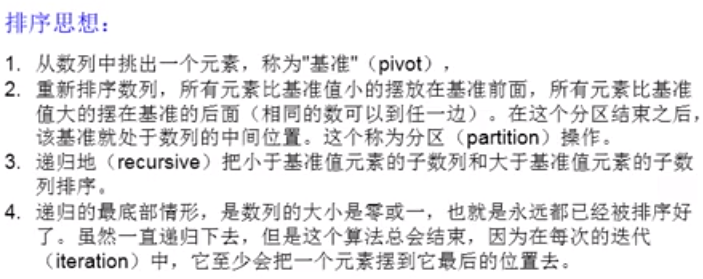 排序思想：
1. 从数列中挑出一个元素，称为"基准"（pivot），
2. 重新排序数列，所有元素比基准值小的摆放在基准前面，所有元素比基准
值大的摆在基准的后面（相同的数可以到任一边）。在这个分区结束之后，
该基准就处于数列的中间位置。这个称为分区（partition）操作。
3. 递归地（recursive）把小于基准值元素的子数列和大于基准值元素的子数
列排序。
4. 递归的最底部情形，是数列的大小是零或一，也就是永远都已经被排序好
了。虽然一直递归下去，但是这个算法总会结束，因为在每次的迭代
（iteration）中，它至少会把一个元素摆到它最后的位置去。